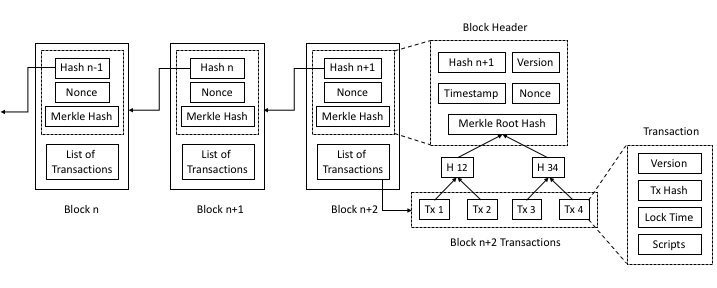 Block Header
Hash n-1
Nonce
Merkle Hash
List of
Transactions
Block n
Hash n
Nonce
Merkle Hash
List of
Transactions
Block n+1
Hash n+1
Nonce
Merkle Hash
List of
Transactions
Block n+2
Hash n+1
Version
Timestamp
Nonce
Merkle Root Hash
H 12
H 34
Tx 1
Tx 2
Tx 3
Tx 4
Block n+2 Transactions
Transaction
Version
Tx Hash
Lock Time
Scripts